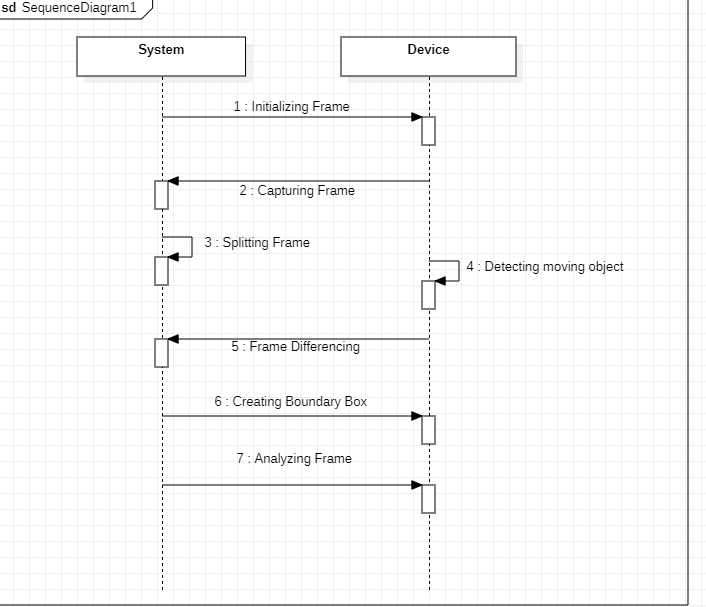 sd SequenceDiagram1
System
Device
1 : Initializing Frame
2 : Capturing Frame
3 : Splitting Frame
4 : Detecting moving object
5 : Frame Differencing
6 : Creating Boundary Box
7 : Analyzing Frame